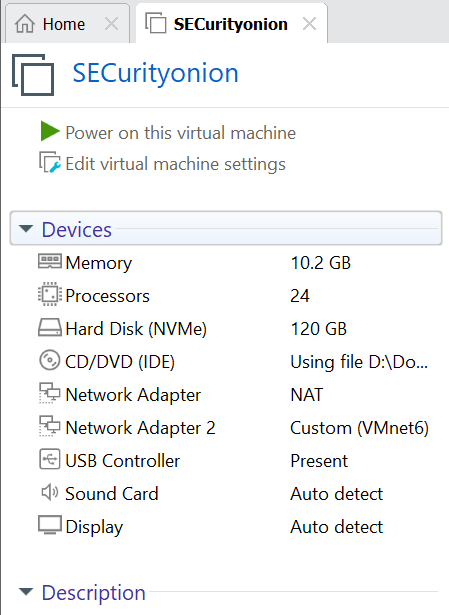 Home SECurityonion
SECurityonion
Power on this virtual machine
Edit virtual machine settings
Devices
Memory 10.2 GB
Processors 24
Hard Disk (NVMe) 120 GB
CD/DVD (IDE) Using file D:\Do...
Network Adapter NAT
Network Adapter 2 Custom (VMnet6)
USB Controller Present
Sound Card Auto detect
Display Auto detect
Description